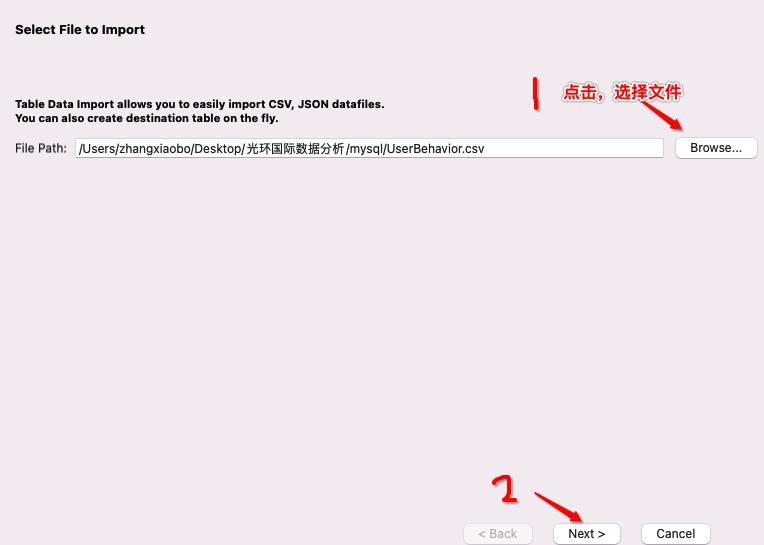 Select File to Import
1 点击，选择文件
Table Data Import allows you to easily import CSV, JSON datafiles.
You can also create destination table on the fly.
File Path: /Users/zhangxiaobo/Desktop/光环国际数据分析/mysql/UserBehavior.csv Browse...
2
< Back Next > Cancel